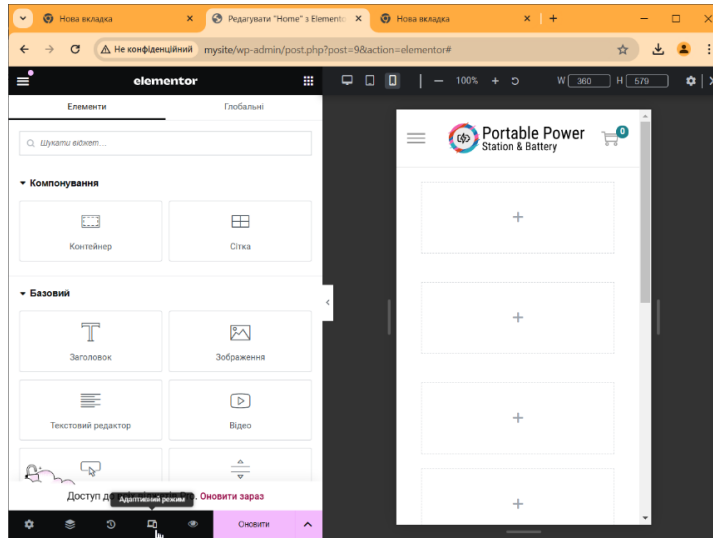 Нова вкладка
Редагувати "Home" з Elemento
Нова вкладка
Не конфіденційний
mysite/wp-admin/post.php?post=9&action=elementor#
elementor
100%
W 360
H 579
Елементи
Глобальні
Шукати віджет...
Компонування
Контейнер
Сітка
Базовий
Заголовок
Зображення
Текстовий редактор
Відео
Доступ до
Pro. Оновити зараз
Адаптивний режим
Оновити
Portable Power
Station & Battery
0